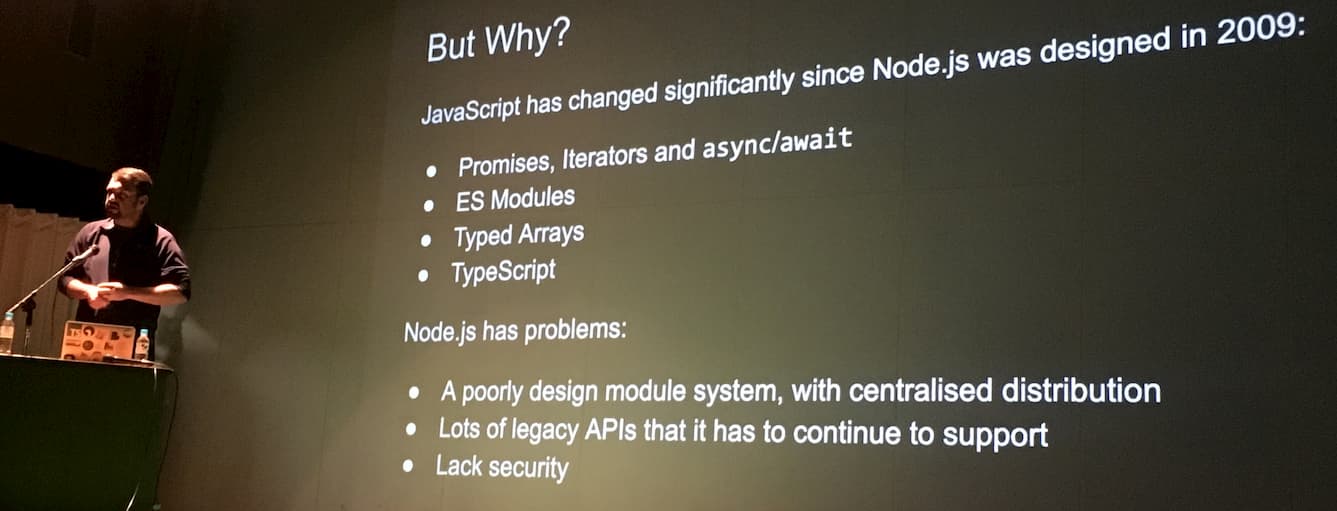 But Why?
JavaScript has changed significantly since Node.js was designed in 2009:
● Promises, Iterators and async/await
● ES Modules
● Typed Arrays
● TypeScript
Node.js has problems:
● A poorly design module system, with centralised distribution
● Lots of legacy APIs that it has to continue to support
● Lack security
TS